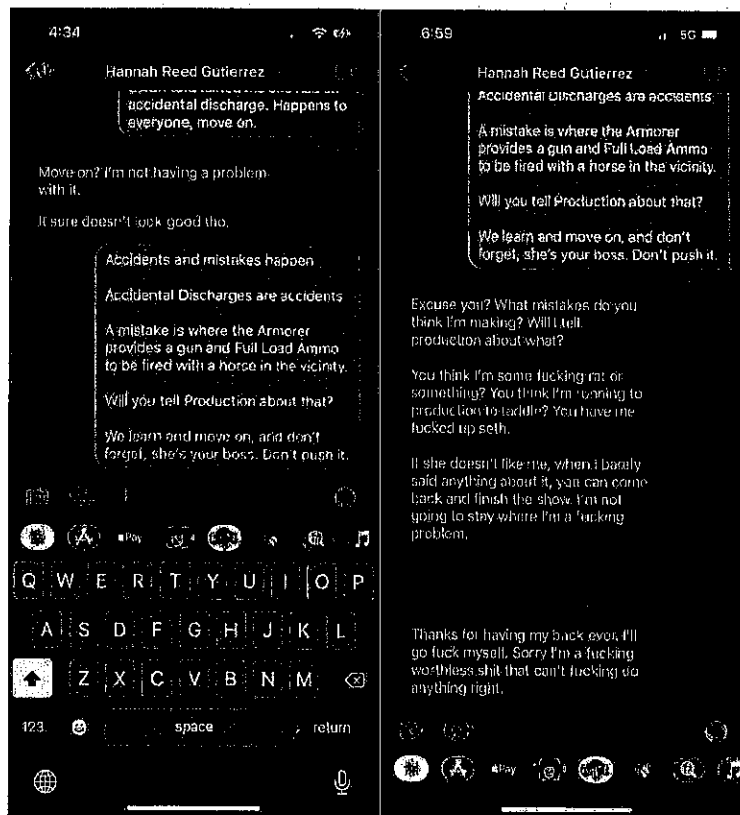 4:34
Hannah Reed Gutierrez
accidental discharge. Happens to
everyone, move on.
Move on? I'm not having a problem
with it.
It sure doesn't look good tho.
Accidents and mistakes happen
Accidental Discharges are accidents
A mistake is where the Armorer
provides a gun and Full Load Ammo
to be fired with a horse in the vicinity.
Will you tell Production about that?
We learn and move on, and don't
forget, she's your boss. Don't push it.
Pay
Q W E R T Y U I O P
A S D F G H J K L
Z X C V B N M
123 space return
6:59
5G
Hannah Reed Gutierrez
Accidental Discharges are accidents
A mistake is where the Armorer
provides a gun and Full Load Ammo
to be fired with a horse in the vicinity.
Will you tell Production about that?
We learn and move on, and don't
forget, she's your boss. Don't push it.
Excuse you? What mistakes do you
think I'm making? Will I tell
production about what?
You think I'm some fucking rat or
something? You think I'm running to
production to taddle? You have me
fucked up seth.
If she doesn't like me, when I barely
said anything about it, you can come
back and finish the show. I'm not
going to stay where I'm a fucking
problem.
Thanks for having my back ever. I'll
go fuck myself. Sorry I'm a fucking
worthless shit that can't fucking do
anything right.
Pay